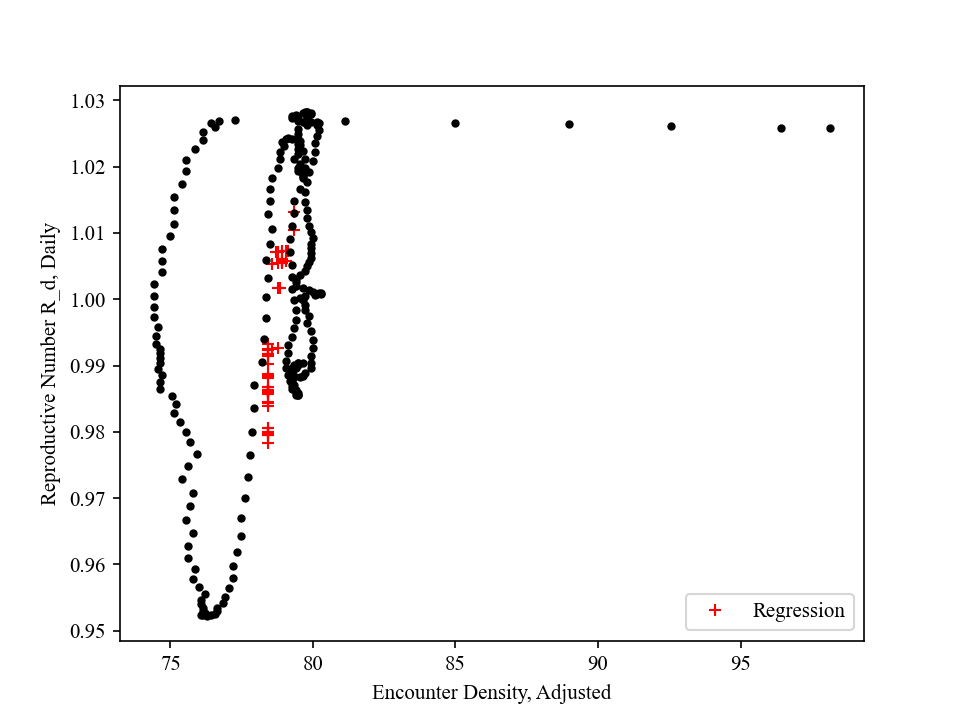 1.03
1.02
1.01
1.00
0.99
0.98
0.97
0.96
0.95
Reproductive Number R_d, Daily
Regression
75 80 85 90 95
Encounter Density, Adjusted